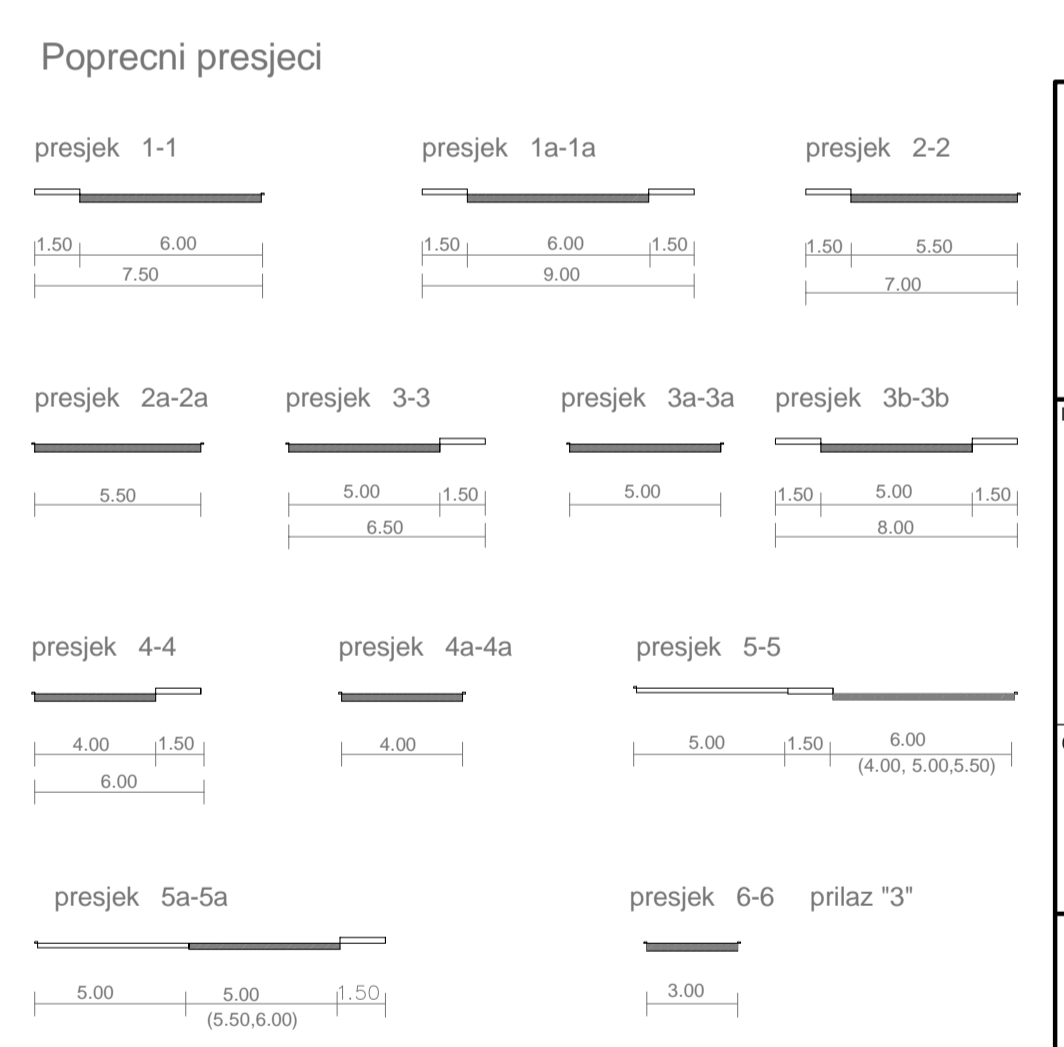 Poprecni presjeci
presjek 1-1
1.50 6.00
7.50
presjek 1a-1a
1.50 6.00 1.50
9.00
presjek 2-2
1.50 5.50
7.00
presjek 2a-2a
5.50
presjek 3-3
5.00 1.50
6.50
presjek 3a-3a
5.00
presjek 3b-3b
1.50 5.00 1.50
8.00
presjek 4-4
4.00 1.50
6.00
presjek 4a-4a
4.00
presjek 5-5
5.00 1.50 6.00
(4.00, 5.00,5.50)
presjek 5a-5a
5.00 5.00 1.50
(5.50,6.00)
presjek 6-6 prilaz "3"
3.00